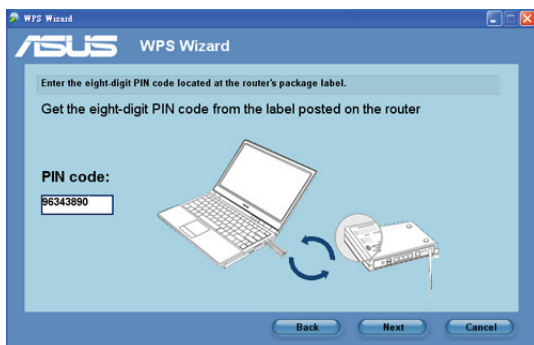 WPS Wizard
ASUS WPS Wizard
Enter the eight-digit PIN code located at the router's package label.
Get the eight-digit PIN code from the label posted on the router
PIN code:
96343890
Back Next Cancel